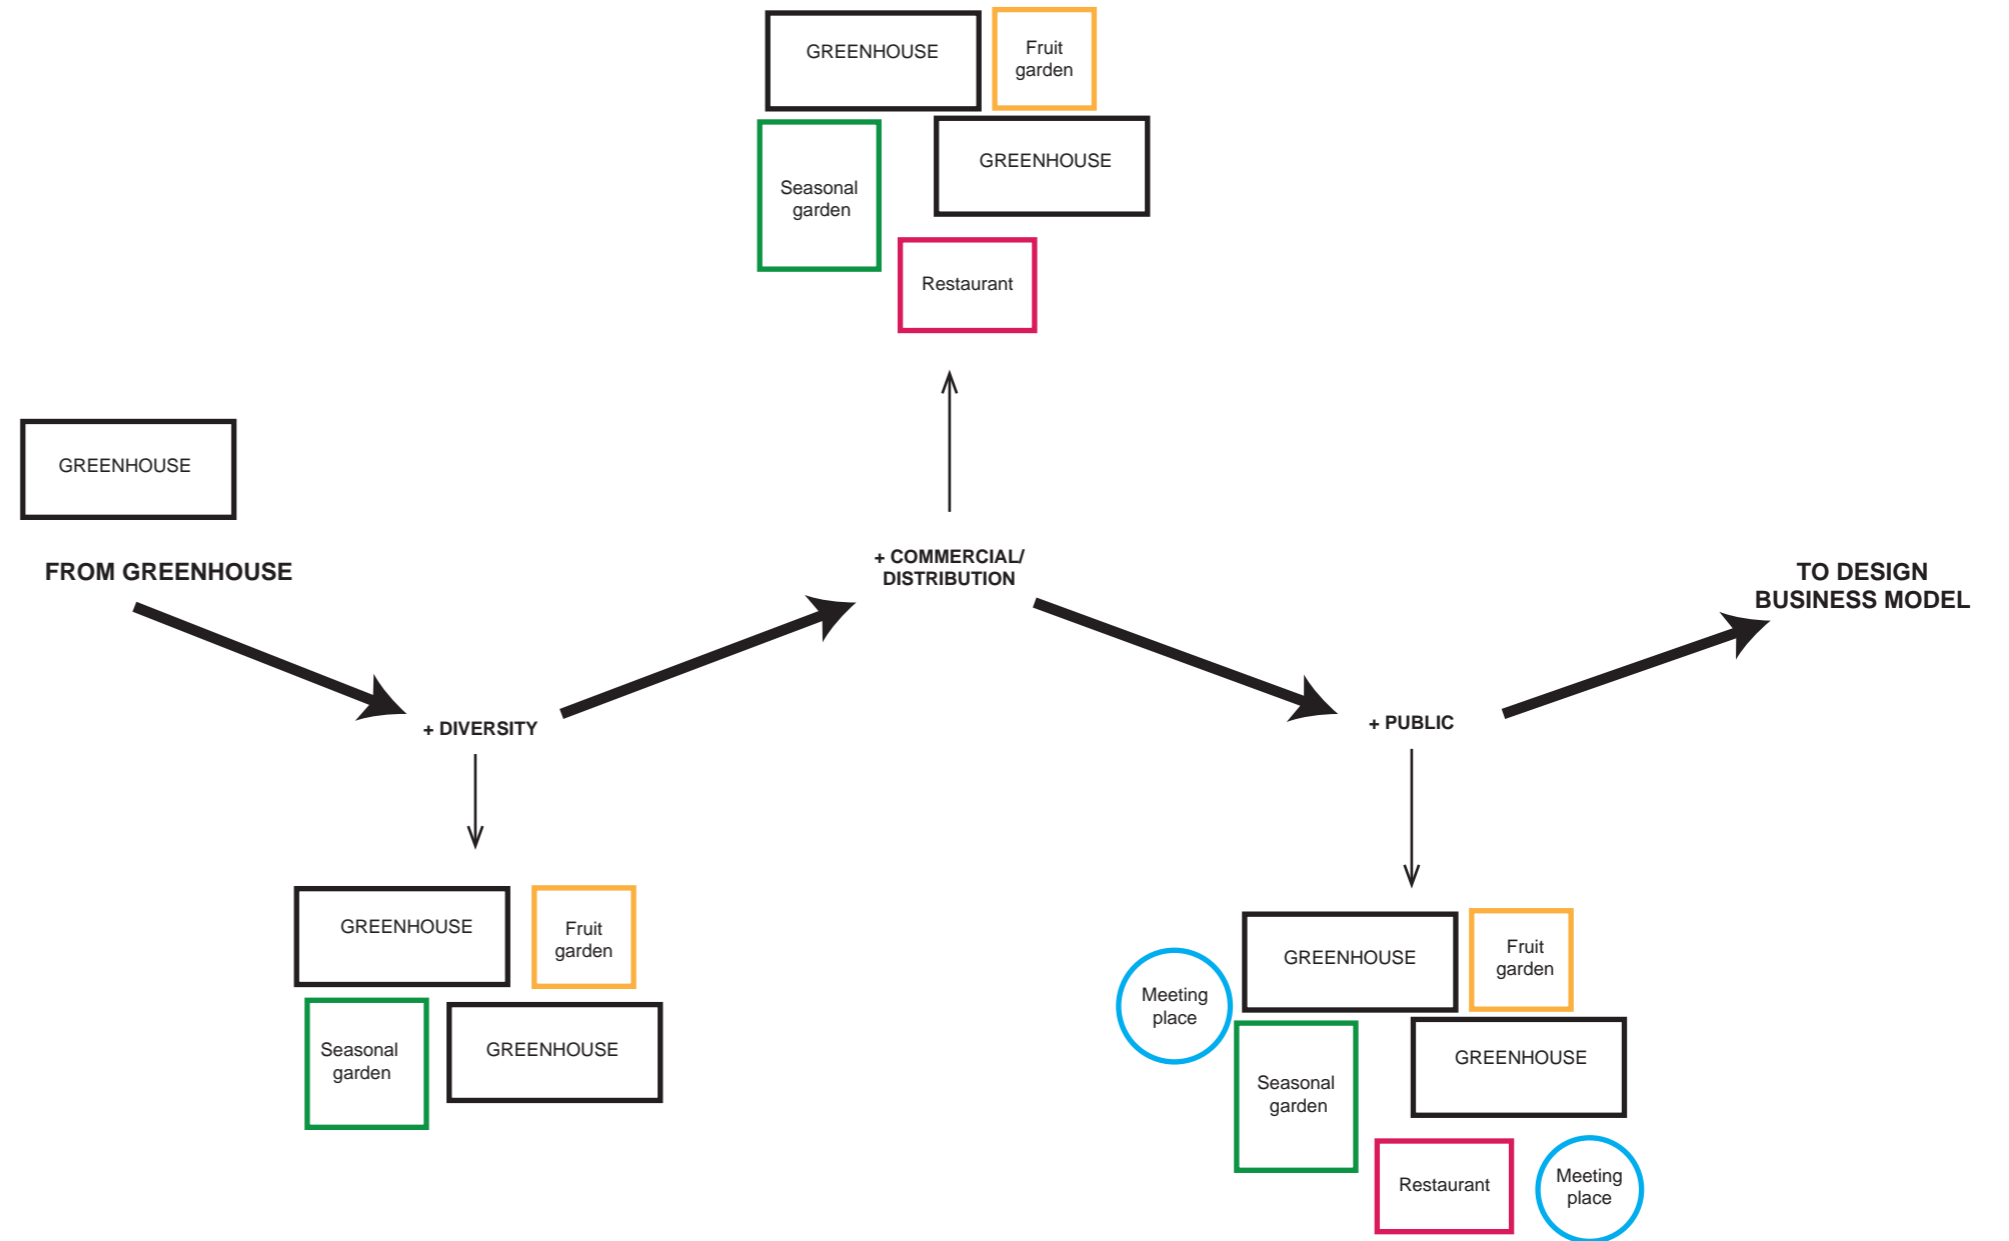 GREENHOUSE
Fruit
garden
GREENHOUSE
Seasonal
garden
Restaurant
GREENHOUSE
FROM GREENHOUSE
+ COMMERCIAL/
DISTRIBUTION
TO DESIGN
BUSINESS MODEL
+ DIVERSITY
+ PUBLIC
GREENHOUSE
Fruit
garden
Seasonal
garden
GREENHOUSE
GREENHOUSE
Fruit
garden
Meeting
place
GREENHOUSE
Seasonal
garden
Restaurant
Meeting
place